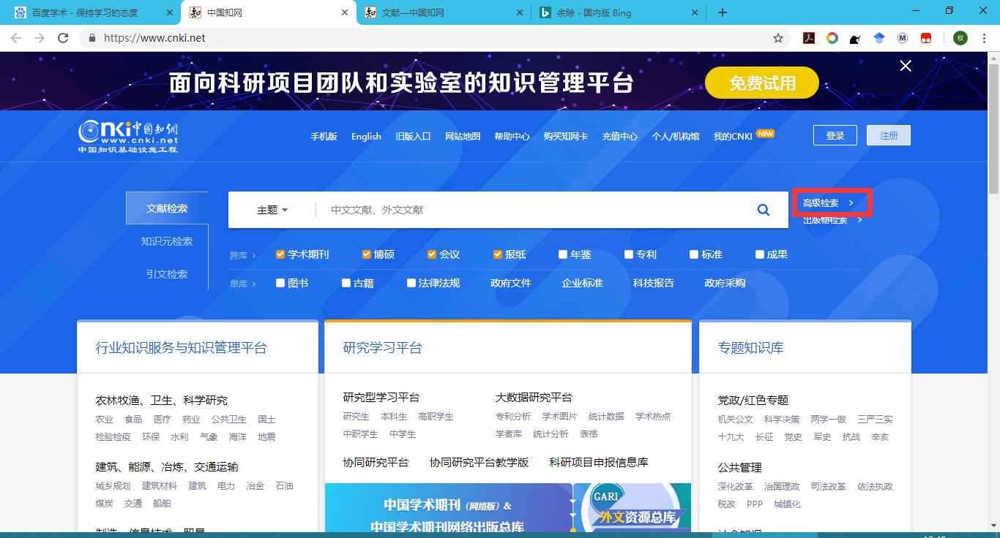 百度学术 - 保持学习的态度
中国知网
文献—中国知网
余除 - 国内版 Bing
https://www.cnki.net
权
面向科研项目团队和实验室的知识管理平台
免费试用
cnki中国知网
www.cnki.net
中国知识基础设施工程
手机版 English 旧版入口 网站地图 帮助中心 购买知网卡 充值中心 个人/机构馆 我的CNKI NEW
登录 注册
文献检索
知识元检索
引文检索
主题
中文文献、外文文献
高级检索 >
出版物检索 >
跨库 > 学术期刊 博硕 会议 报纸 年鉴 专利 标准 成果
单库 > 图书 古籍 法律法规 政府文件 企业标准 科技报告 政府采购
行业知识服务与知识管理平台
农林牧渔、卫生、科学研究
农业 食品 医疗 药业 公共卫生 国土
检验检疫 环保 水利 气象 海洋 地震
建筑、能源、冶炼、交通运输
城乡规划 建筑材料 建筑 电力 冶金 石油
煤炭 交通 船舶
研究学习平台
研究型学习平台
研究生 本科生 高职学生
中职学生 中学生
大数据研究平台
专利分析 学术图片 统计数据 学术热点
学者库 统计分析 表格
协同研究平台 协同研究平台教学版 科研项目申报信息库
中国学术期刊（网络版）&
中国学术期刊网络出版总库
GARI
外文资源总库
专题知识库
党政/红色专题
机关公文 科学决策 两学一做 三严三实
十九大 长征 党史 军史 抗战 辛亥
公共管理
深化改革 治国理政 司法改革 依法执政
税改 PPP 城镇化